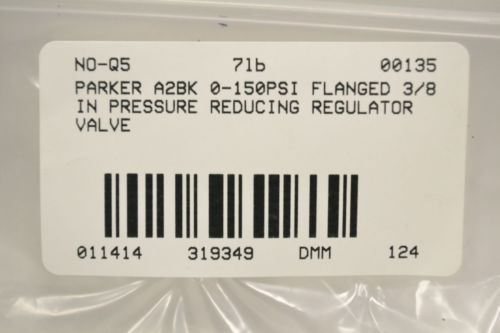 NO-Q5 7lb 00135
PARKER A2BK 0-150PSI FLANGED 3/8
IN PRESSURE REDUCING REGULATOR
VALVE
011414 319349 DMM 124